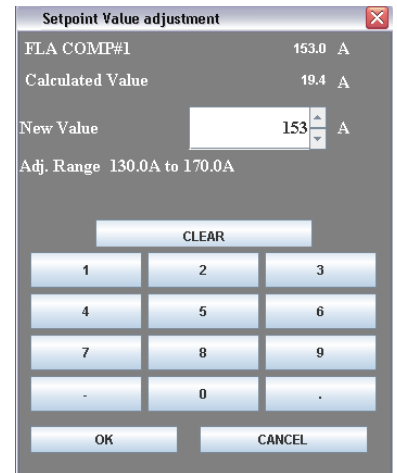 Setpoint Value adjustment
FLA COMP#1 153.0 A
Calculated Value 19.4 A
New Value 153 A
Adj. Range 130.0A to 170.0A
CLEAR
1 2 3
4 5 6
7 8 9
- 0 .
OK CANCEL